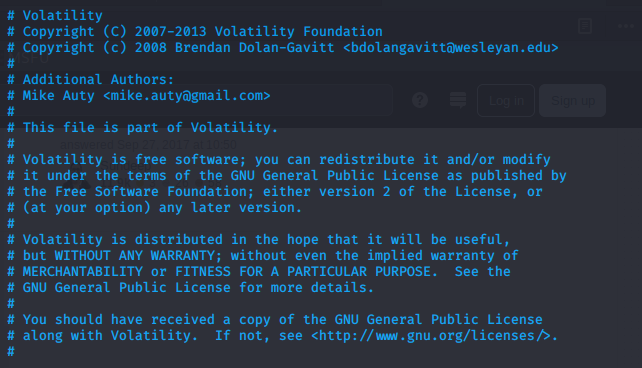 # Volatility
# Copyright (C) 2007-2013 Volatility Foundation
# Copyright (c) 2008 Brendan Dolan-Gavitt <bdolangavitt@wesleyan.edu>
#
# Additional Authors:
# Mike Auty <mike.auty@gmail.com>
#
# This file is part of Volatility.
#
# Volatility is free software; you can redistribute it and/or modify
# it under the terms of the GNU General Public License as published by
# the Free Software Foundation; either version 2 of the License, or
# (at your option) any later version.
#
# Volatility is distributed in the hope that it will be useful,
# but WITHOUT ANY WARRANTY; without even the implied warranty of
# MERCHANTABILITY or FITNESS FOR A PARTICULAR PURPOSE.  See the
# GNU General Public License for more details.
#
# You should have received a copy of the GNU General Public License
# along with Volatility.  If not, see <http://www.gnu.org/licenses/>.
#
Log in
Sign up